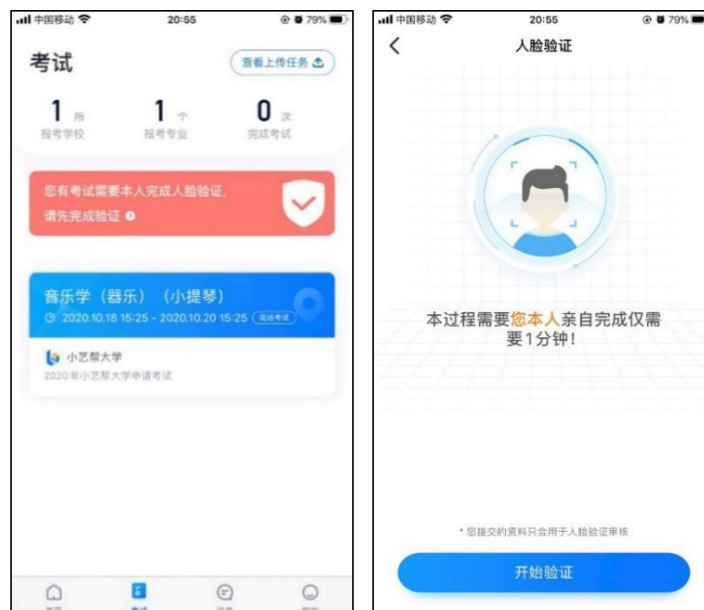 中国移动
20:55
79%
考试
查看上传任务
1 所
1 个
0 次
报考学校
报考专业
完成考试
您有考试需要本人完成人脸验证,
请先完成验证
音乐学（器乐）（小提琴）
2020.10.18 15:25 - 2020.10.20 15:25
现场考试
小艺帮大学
2020年小艺帮大学申请考试
中国移动
20:55
79%
人脸验证
本过程需要您本人亲自完成仅需
要1分钟！
* 您提交的资料只会用于人脸验证审核
开始验证